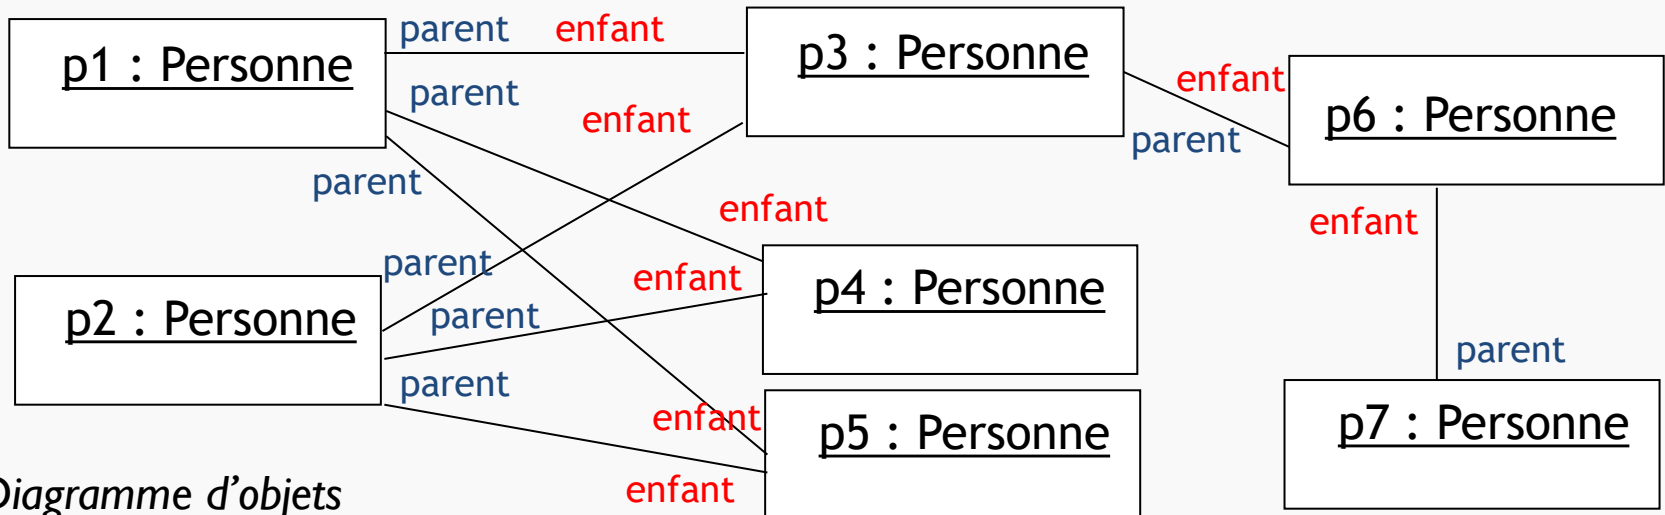 parent enfant
p1 : Personne
p3 : Personne
parent
enfant
enfant
parent
p6 : Personne
parent
enfant
enfant
parent
enfant
p2 : Personne
parent
p4 : Personne
parent
parent
enfant
p5 : Personne
p7 : Personne
enfant
Diagramme d’objets